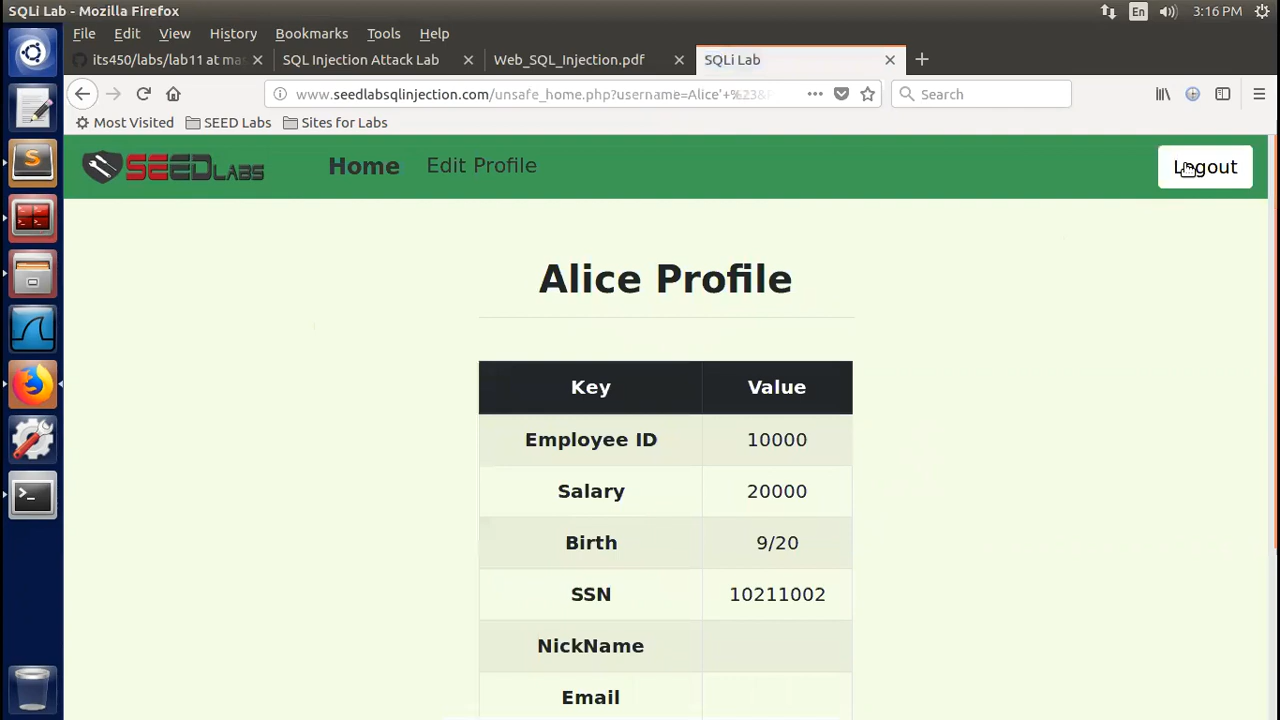 SQLi Lab - Mozilla Firefox
En
3:16 PM
File Edit View History Bookmarks Tools Help
its450/labs/lab11 at ma
SQL Injection Attack Lab
Web_SQL_Injection.pdf
SQLi Lab
www.seedlabsqlinjection.com/unsafe_home.php?username=Alice'+%23&
Search
Most Visited
SEED Labs
Sites for Labs
SEEDLABS
Home
Edit Profile
Logout
Alice Profile
Key Value
Employee ID 10000
Salary 20000
Birth 9/20
SSN 10211002
NickName
Email